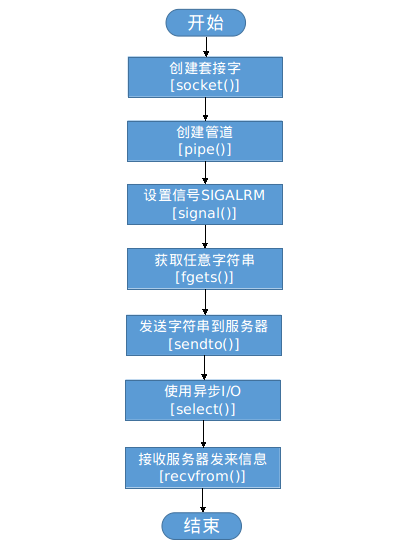 开始
创建套接字
[socket()]
创建管道
[pipe()]
设置信号SIGALRM
[signal()]
获取任意字符串
[fgets()]
发送字符串到服务器
[sendto()]
使用异步I/O
[select()]
接收服务器发来信息
[recvfrom()]
结束